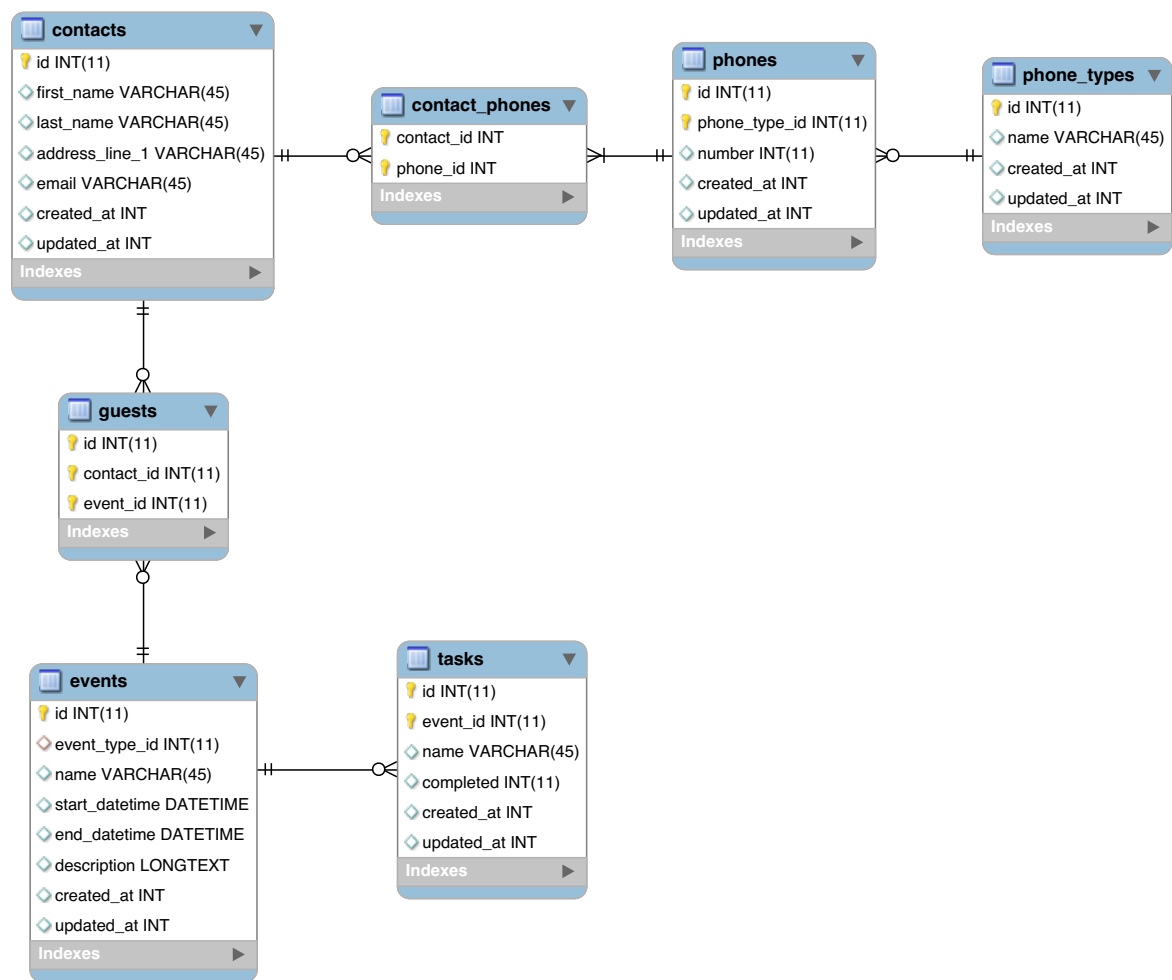 contacts
id INT(11)
first_name VARCHAR(45)
last_name VARCHAR(45)
address_line_1 VARCHAR(45)
email VARCHAR(45)
created_at INT
updated_at INT
Indexes
contact_phones
contact_id INT
phone_id INT
Indexes
phones
id INT(11)
phone_type_id INT(11)
number INT(11)
created_at INT
updated_at INT
Indexes
phone_types
id INT(11)
name VARCHAR(45)
created_at INT
updated_at INT
Indexes
guests
id INT(11)
contact_id INT(11)
event_id INT(11)
Indexes
events
id INT(11)
event_type_id INT(11)
name VARCHAR(45)
start_datetime DATETIME
end_datetime DATETIME
description LONGTEXT
created_at INT
updated_at INT
Indexes
tasks
id INT(11)
event_id INT(11)
name VARCHAR(45)
completed INT(11)
created_at INT
updated_at INT
Indexes